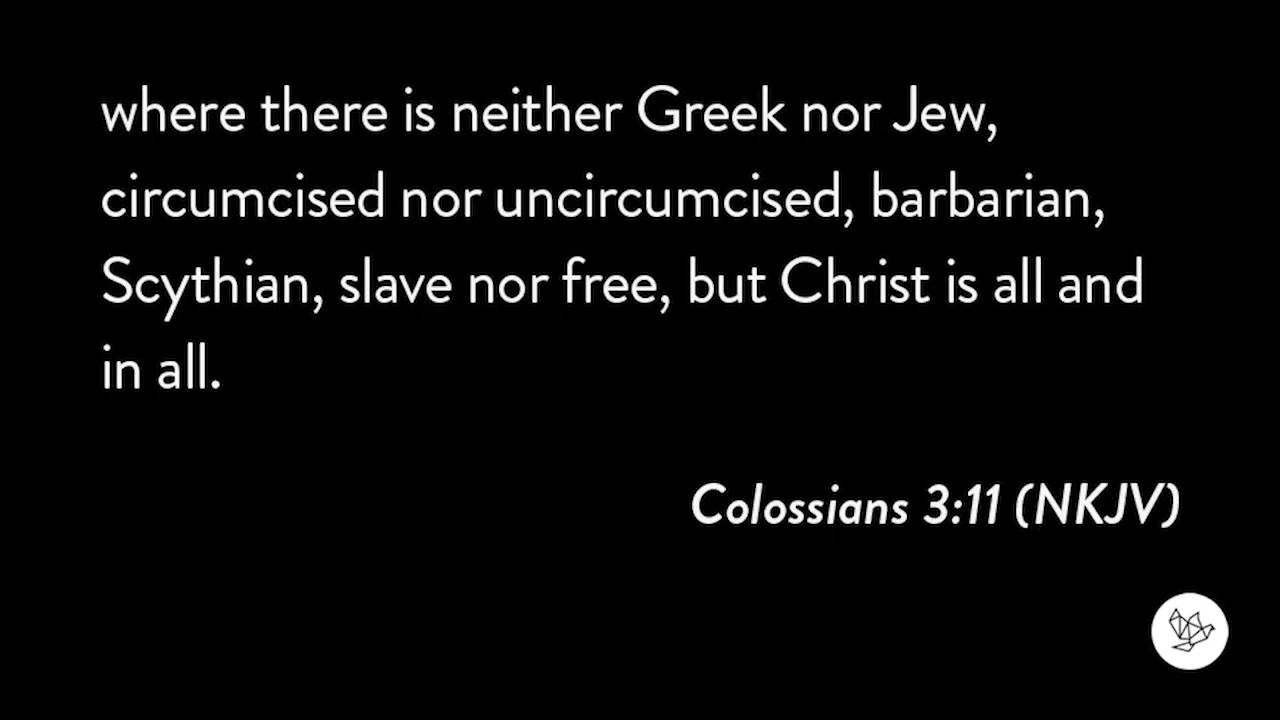 where there is neither Greek nor Jew,
circumcised nor uncircumcised, barbarian,
Scythian, slave nor free, but Christ is all and
in all.
Colossians 3:11 (NKJV)